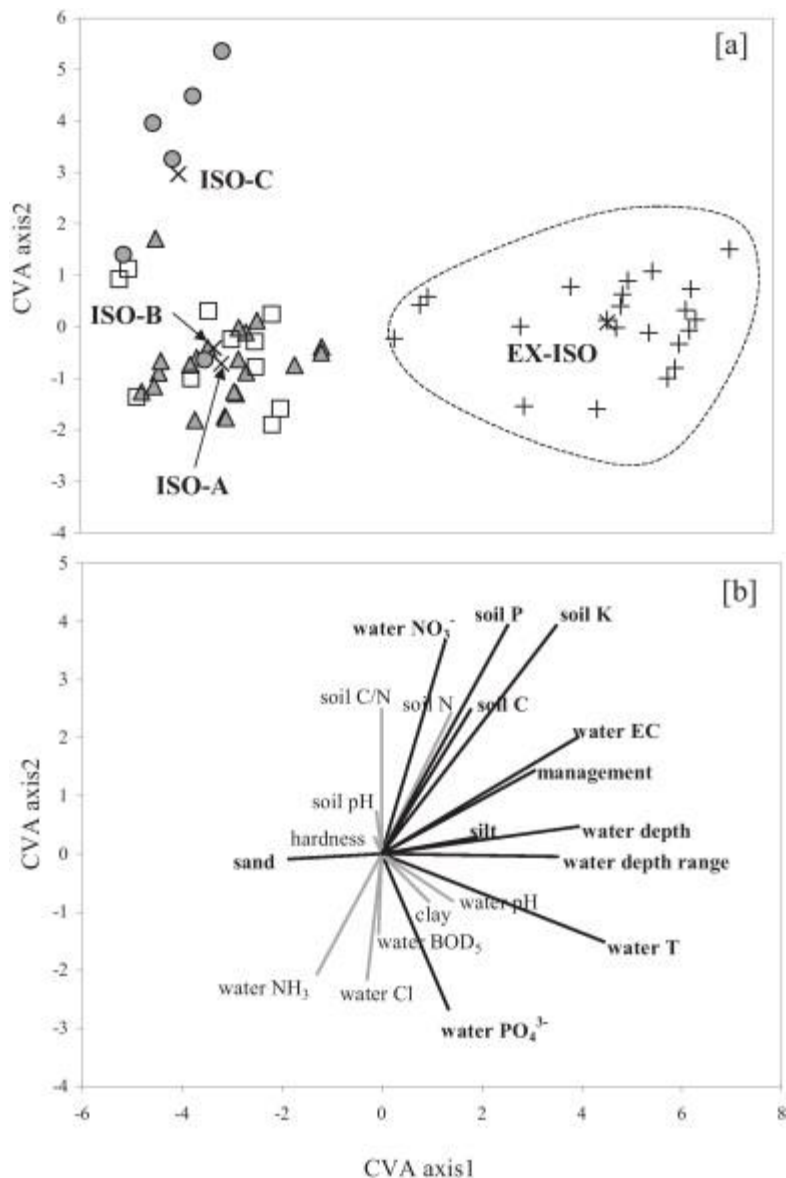 [a]
6
5
4
3
2
1
0
-1
-2
-3
-4
CVA axis2
ISO-C
ISO-B
ISO-A
EX-ISO
[b]
5
4
3
2
1
0
-1
-2
-3
-4
CVA axis2
water NO₃⁻
soil P
soil K
soil C/N
soil N
soil C
water EC
management
soil pH
hardness
silt
water depth
sand
water depth range
water pH
clay
water BOD₅
water T
water NH₃
water Cl
water PO₄³⁻
-6 -4 -2 0 2 4 6 8
CVA axis1